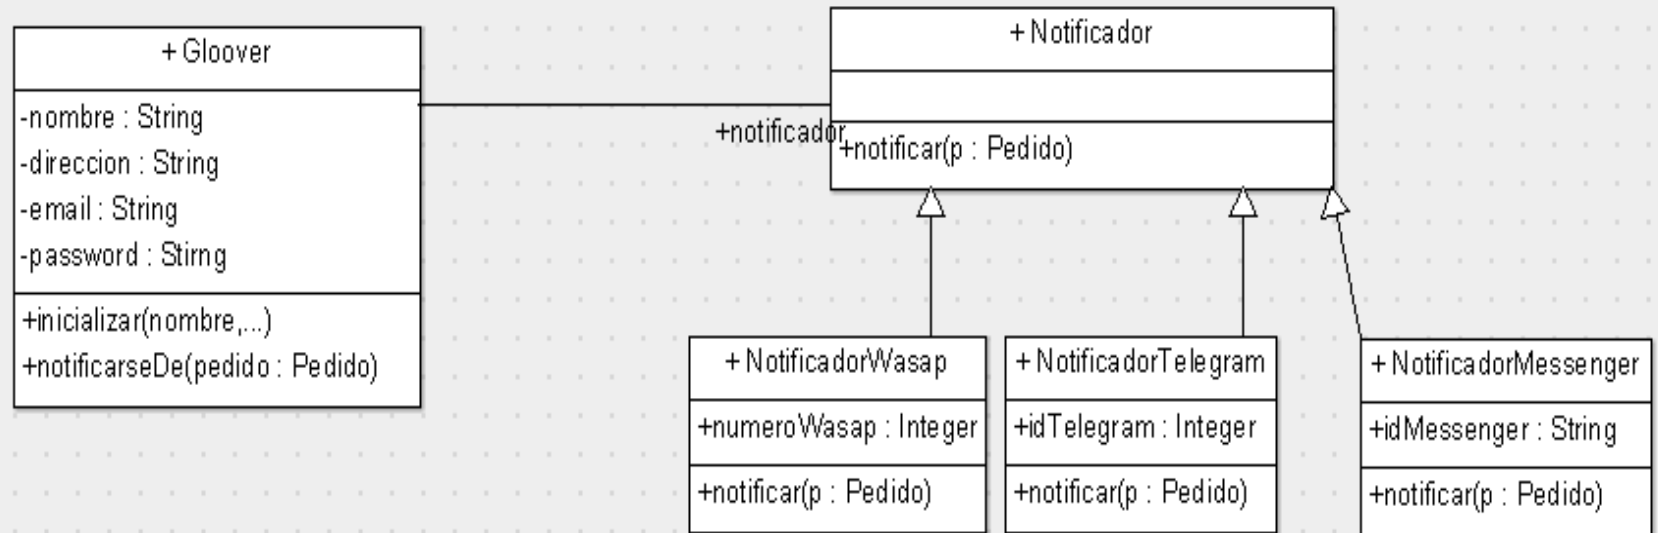 + Gloover
-nombre : String
-direccion : String
-email : String
-password : Stirng
+inicializar(nombre,...)
+notificarseDe(pedido : Pedido)
+notificador
+ Notificador
+notificar(p : Pedido)
+ NotificadorWasap
+numeroWasap : Integer
+notificar(p : Pedido)
+ NotificadorTelegram
+idTelegram : Integer
+notificar(p : Pedido)
+ NotificadorMessenger
+idMessenger : String
+notificar(p : Pedido)